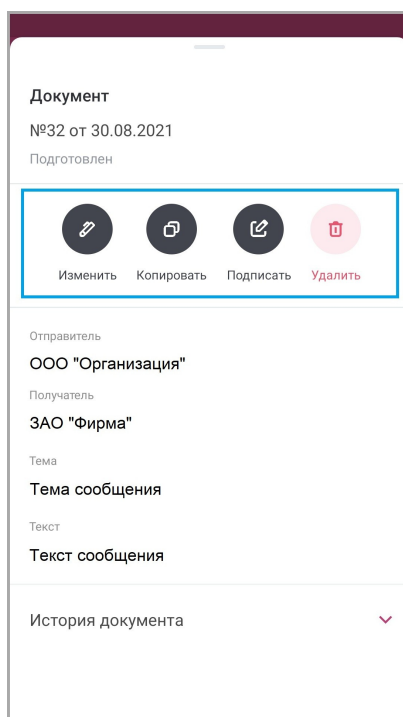 Документ
№32 от 30.08.2021
Подготовлен
Изменить Копировать Подписать Удалить
Отправитель
ООО "Организация"
Получатель
ЗАО "Фирма"
Тема
Тема сообщения
Текст
Текст сообщения
История документа